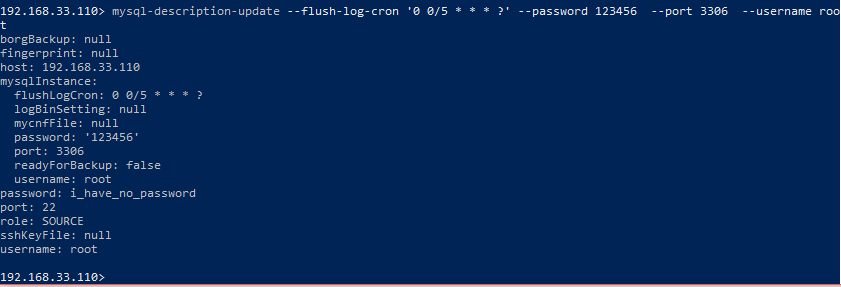 192.168.33.110> mysql-description-update --flush-log-cron '0 0/5 * * * ?' --password 123456  --port 3306  --username roo
t
borgBackup: null
fingerprint: null
host: 192.168.33.110
mysqlInstance:
  flushLogCron: 0 0/5 * * * ?
  logBinSetting: null
  mycnfFile: null
  password: '123456'
  port: 3306
  readyForBackup: false
  username: root
password: i_have_no_password
port: 22
role: SOURCE
sshKeyFile: null
username: root
192.168.33.110>